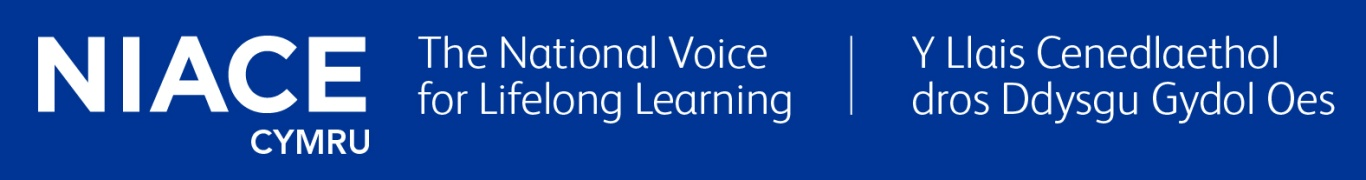 NIACE
CYMRU
The National Voice
for Lifelong Learning
Y Llais Cenedlaethol
dros Ddysgu Gydol Oes